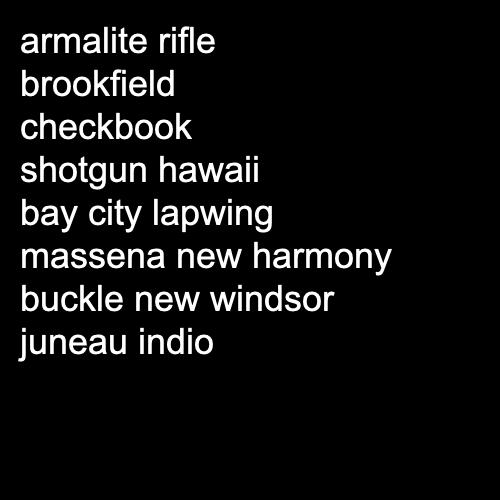 armalite rifle
brookfield
checkbook
shotgun hawaii
bay city lapwing
massena new harmony
buckle new windsor
juneau indio